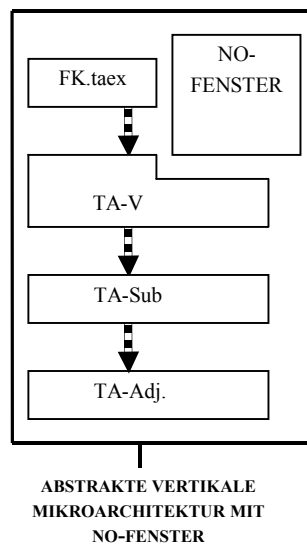 FK.taex
NO-
FENSTER
TA-V
TA-Sub
TA-Adj.
ABSTRAKTE VERTIKALE
MIKROARCHITEKTUR MIT
NO-FENSTER